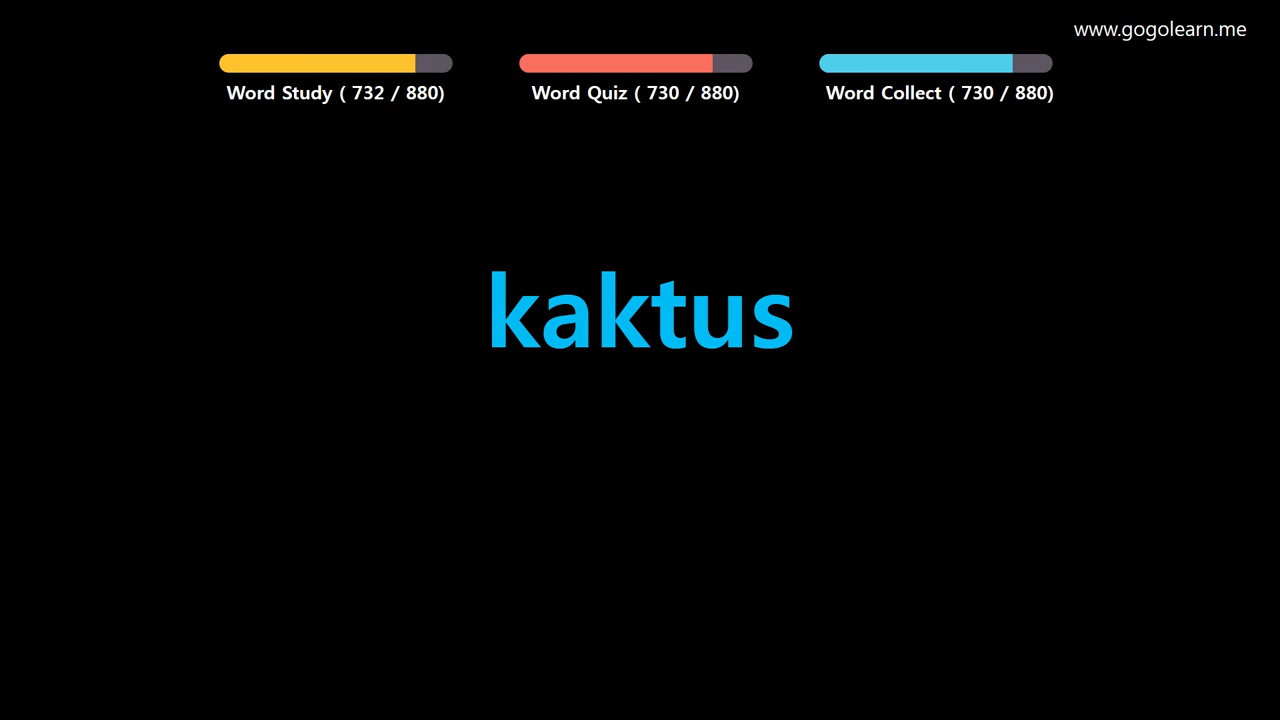 www.gogolearn.me
Word Study ( 732 / 880)
Word Quiz ( 730 / 880)
Word Collect ( 730 / 880)
kaktus